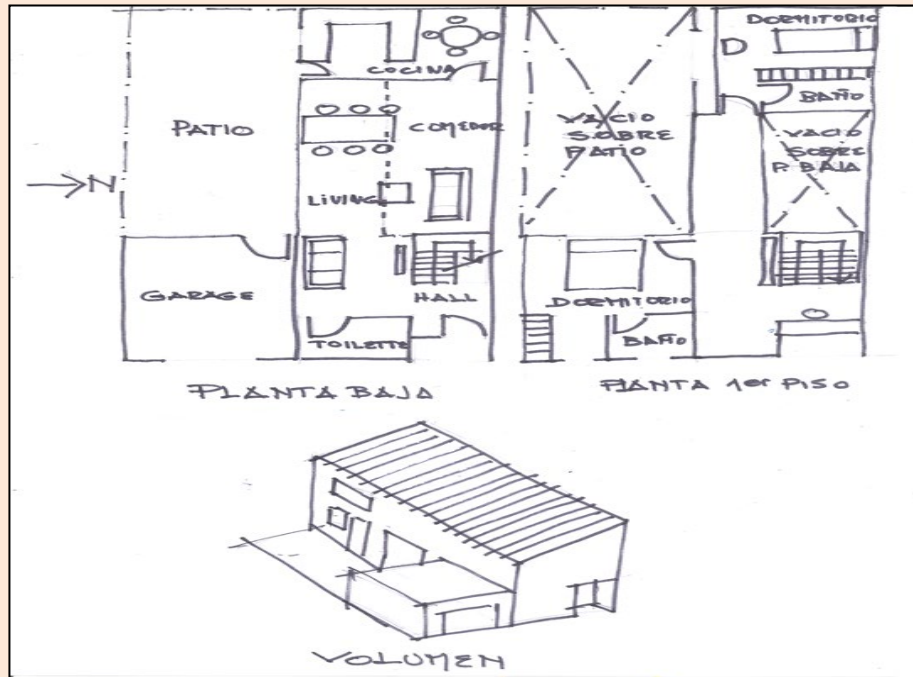 COCINA
PATIO
COMEDOR
→N
LIVING
GARAGE
HALL
TOILETTE
PLANTA BAJA
DORMITORIO
BAÑO
VACIO
SOBRE
PATIO
VACIO
SOBRE
P. BAJA
DORMITORIO
BAÑO
PLANTA 1er PISO
VOLUMEN